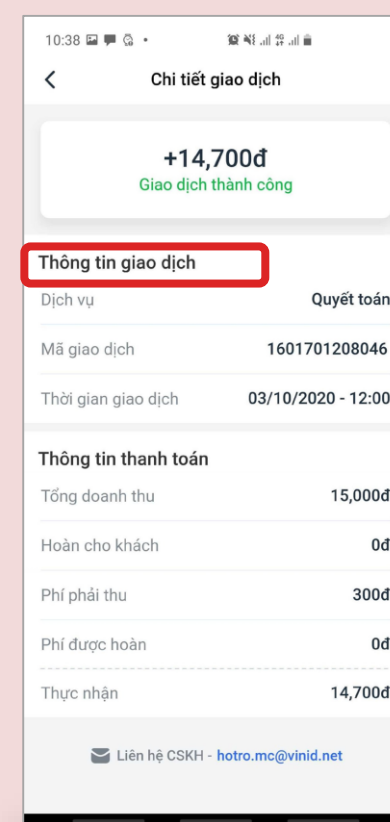 10:38
Chi tiết giao dịch
+14,700đ
Giao dịch thành công
Thông tin giao dịch
Dịch vụ Quyết toán
Mã giao dịch 1601701208046
Thời gian giao dịch 03/10/2020 - 12:00
Thông tin thanh toán
Tổng doanh thu 15,000đ
Hoàn cho khách 0đ
Phí phải thu 300đ
Phí được hoàn 0đ
Thực nhận 14,700đ
Liên hệ CSKH - hotro.mc@vinid.net